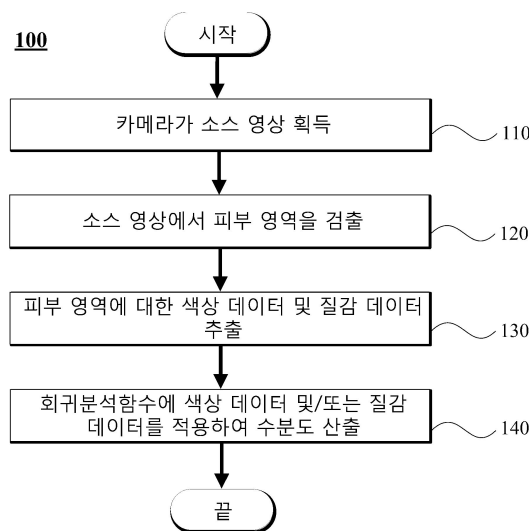 100
시작
카메라가 소스 영상 획득
110
소스 영상에서 피부 영역을 검출
120
피부 영역에 대한 색상 데이터 및 질감 데이터
추출
130
회귀분석함수에 색상 데이터 및/또는 질감
데이터를 적용하여 수분도 산출
140
끝